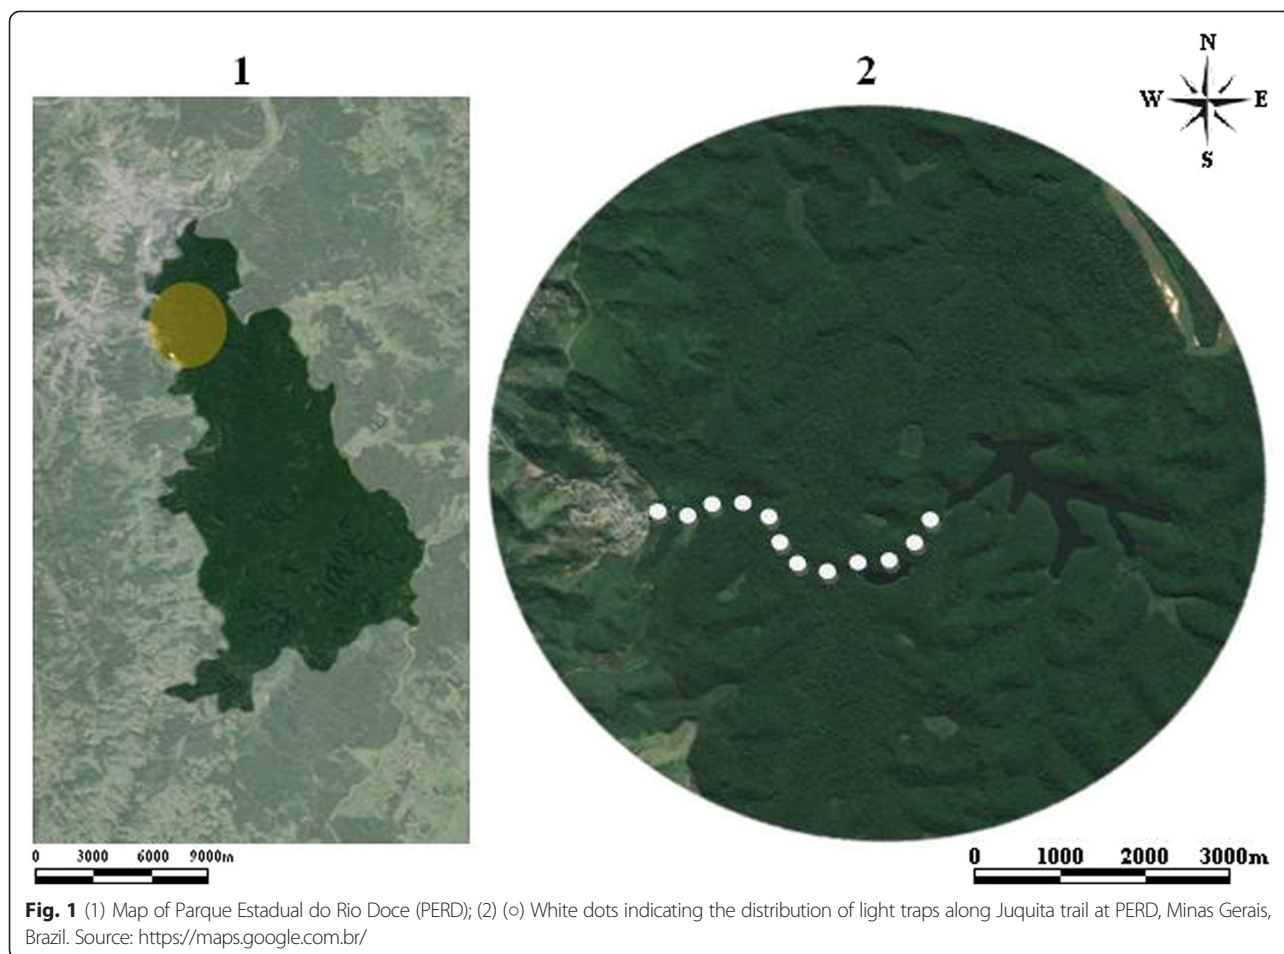 1
2
N
W E
S
0 3000 6000 9000m
0 1000 2000 3000m
Fig. 1 (1) Map of Parque Estadual do Rio Doce (PERD); (2) (○) White dots indicating the distribution of light traps along Juquita trail at PERD, Minas Gerais,
Brazil. Source: https://maps.google.com.br/